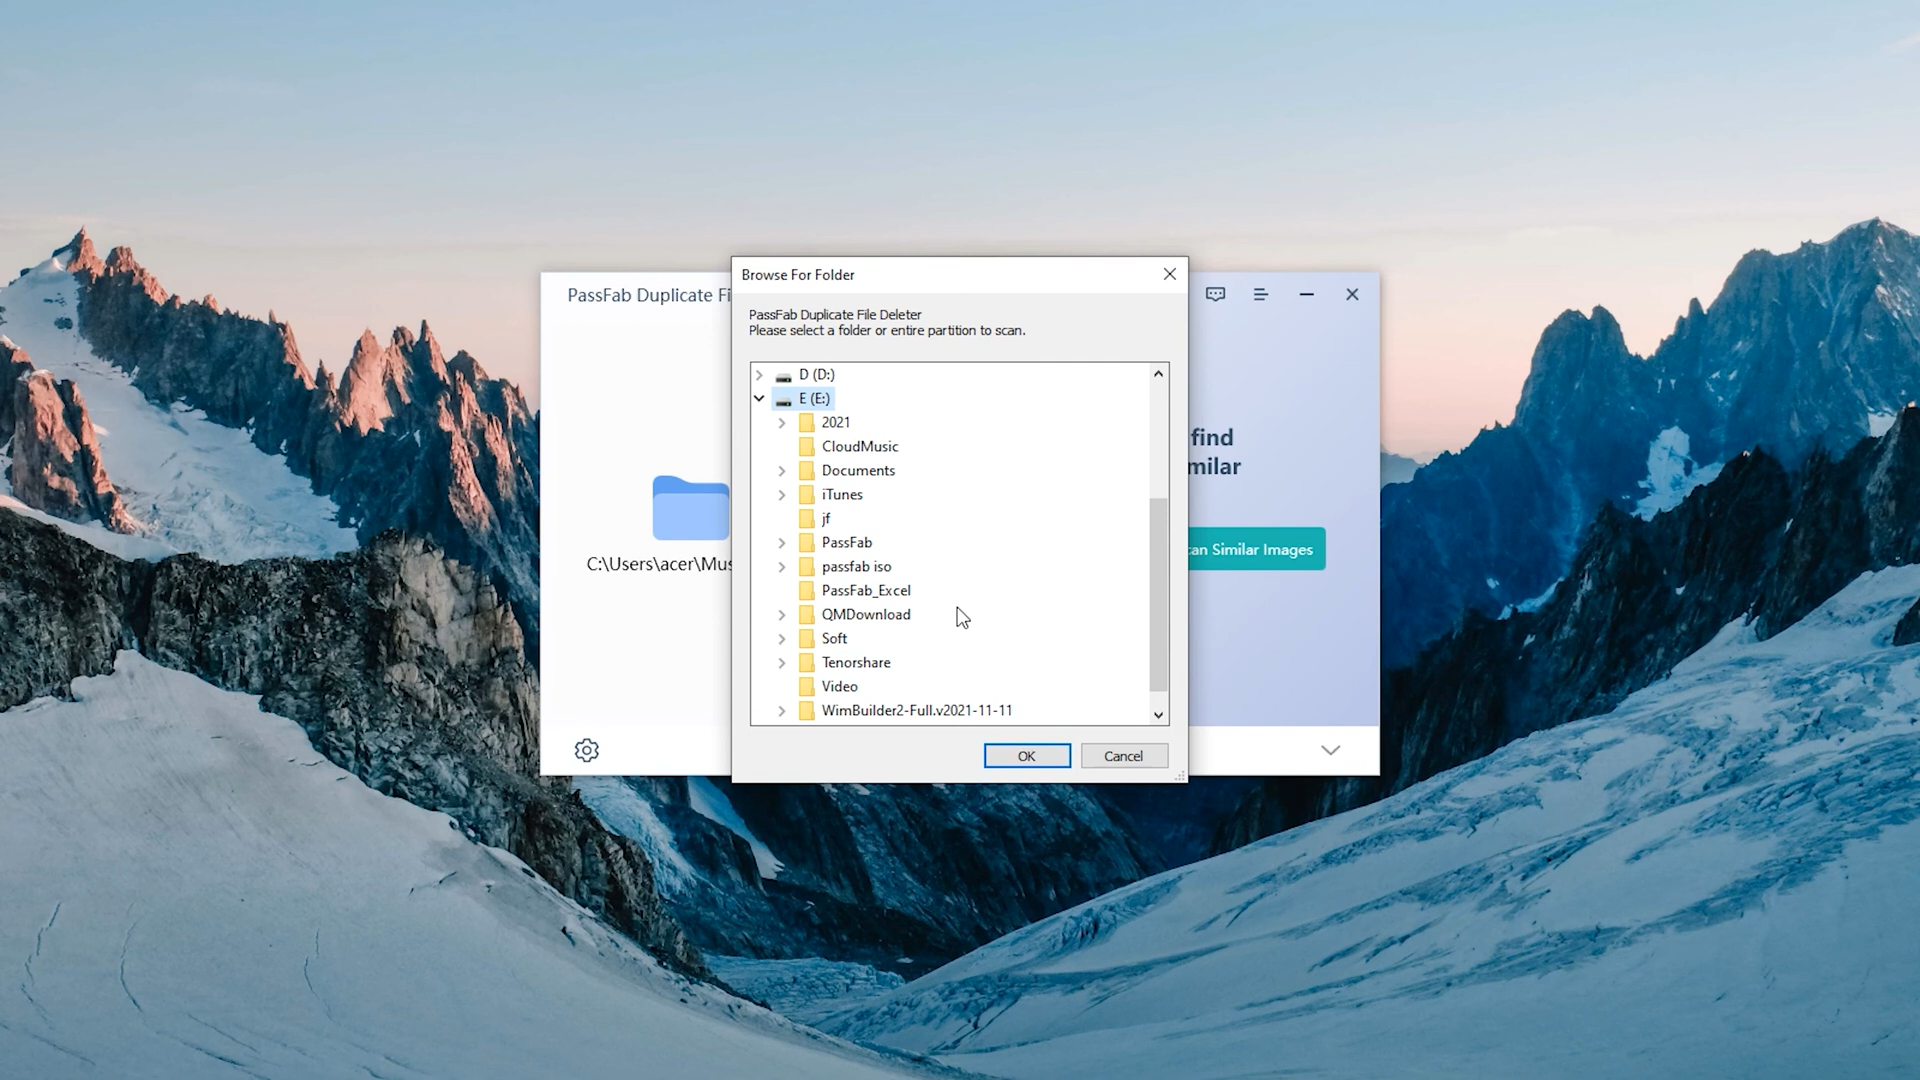 Browse For Folder
PassFab Duplicate Fi
PassFab Duplicate File Deleter
Please select a folder or entire partition to scan.
D (D:)
E (E:)
2021
CloudMusic
Documents
iTunes
jf
PassFab
passfab iso
PassFab_Excel
QMDownload
Soft
Tenorshare
Video
WimBuilder2-Full.v2021-11-11
OK
Cancel
C:\Users\acer\Mus
find
milar
can Similar Images